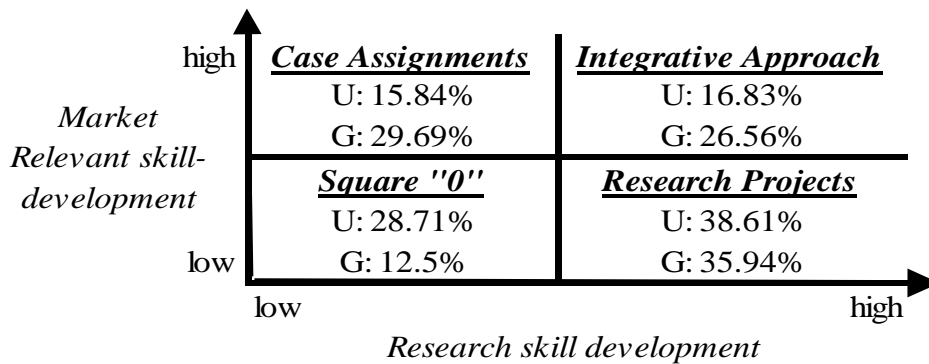 high
Case Assignments
Integrative Approach
U: 15.84%
U: 16.83%
G: 29.69%
G: 26.56%
Market
Relevant skill-
development
Square "0"
Research Projects
U: 28.71%
U: 38.61%
G: 12.5%
G: 35.94%
low
low
high
Research skill development